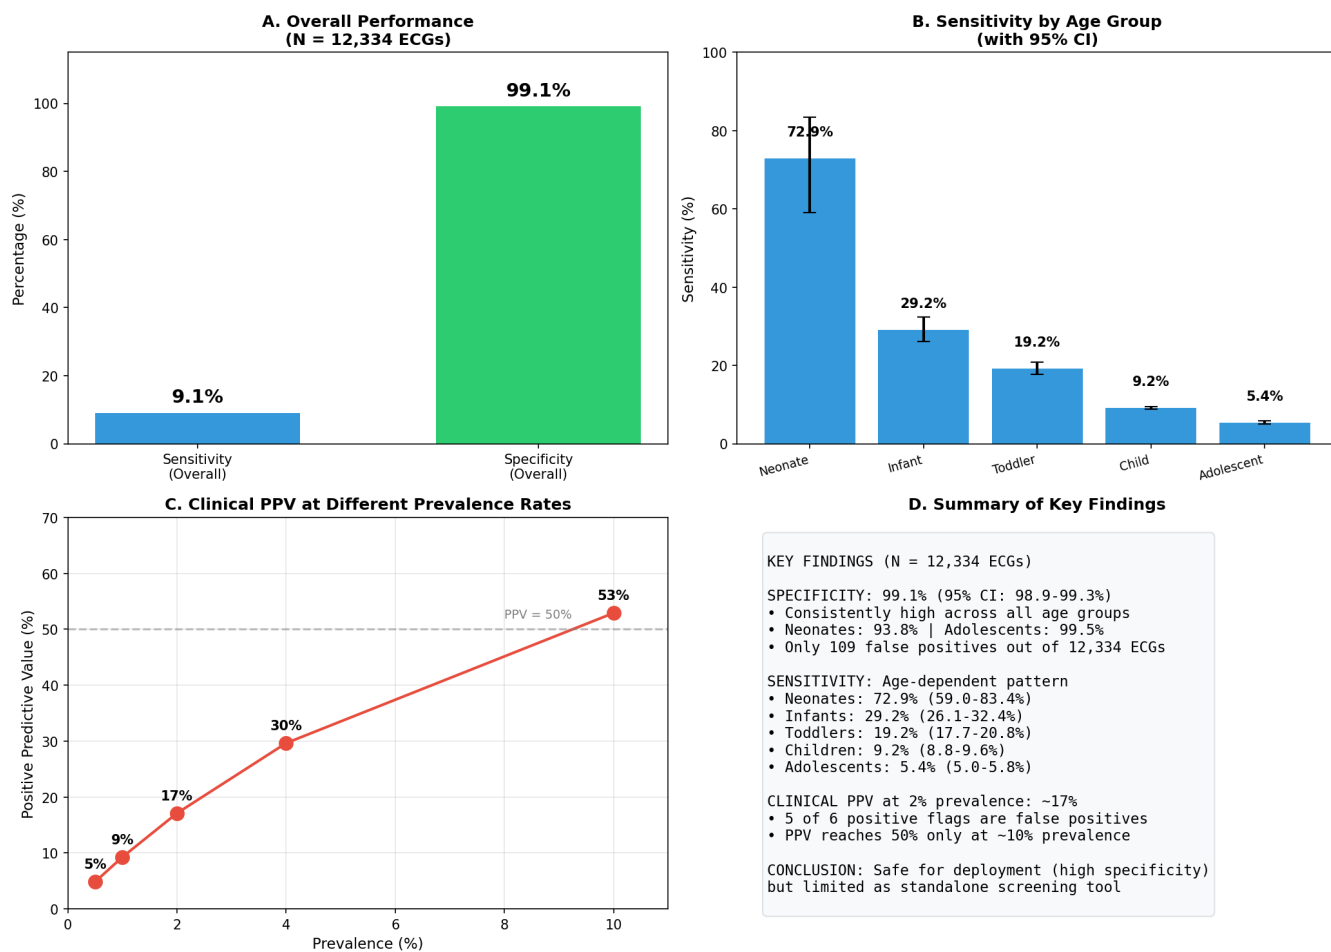 A. Overall Performance
(N = 12,334 ECGs)
Percentage (%)
100
80
60
40
20
0
99.1%
9.1%
Sensitivity
(Overall)
Specificity
(Overall)
B. Sensitivity by Age Group
(with 95% CI)
Sensitivity (%)
100
80
60
40
20
0
72.9%
29.2%
19.2%
9.2%
5.4%
Neonate
Infant
Toddler
Child
Adolescent
C. Clinical PPV at Different Prevalence Rates
Positive Predictive Value (%)
70
60
50
40
30
20
10
0
PPV = 50%
5%
9%
17%
30%
53%
0
2
4
6
8
10
Prevalence (%)
D. Summary of Key Findings
KEY FINDINGS (N = 12,334 ECGs)
SPECIFICITY: 99.1% (95% CI: 98.9-99.3%)
• Consistently high across all age groups
• Neonates: 93.8% | Adolescents: 99.5%
• Only 109 false positives out of 12,334 ECGs
SENSITIVITY: Age-dependent pattern
• Neonates: 72.9% (59.0-83.4%)
• Infants: 29.2% (26.1-32.4%)
• Toddlers: 19.2% (17.7-20.8%)
• Children: 9.2% (8.8-9.6%)
• Adolescents: 5.4% (5.0-5.8%)
CLINICAL PPV at 2% prevalence: ~17%
• 5 of 6 positive flags are false positives
• PPV reaches 50% only at ~10% prevalence
CONCLUSION: Safe for deployment (high specificity)
but limited as standalone screening tool